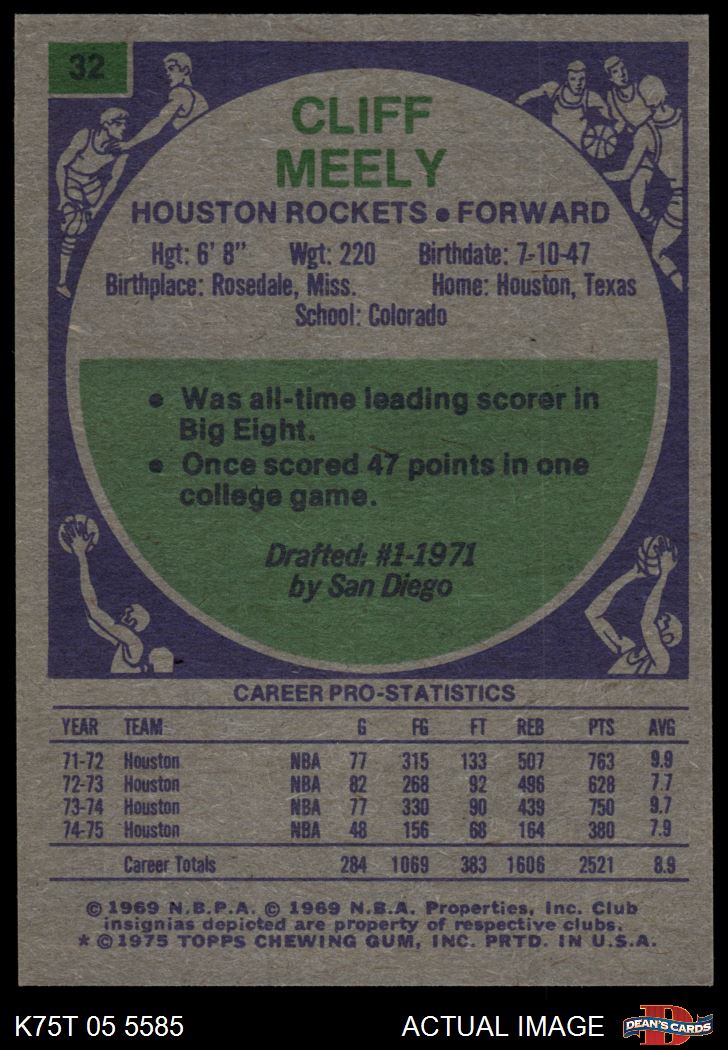 32
CLIFF
MEELY
HOUSTON ROCKETS • FORWARD
Hgt: 6' 8" Wgt: 220 Birthdate: 7-10-47
Birthplace: Rosedale, Miss. Home: Houston, Texas
School: Colorado
• Was all-time leading scorer in
Big Eight.
• Once scored 47 points in one
college game.
Drafted: #1-1971
by San Diego
CAREER PRO-STATISTICS
YEAR TEAM G FG FT REB PTS AVG
71-72 Houston NBA 77 315 133 507 763 9.9
72-73 Houston NBA 82 268 92 496 628 7.7
73-74 Houston NBA 77 330 90 439 750 9.7
74-75 Houston NBA 48 156 68 164 380 7.9
Career Totals 284 1069 383 1606 2521 8.9
© 1969 N.B.P.A. © 1969 N.B.A. Properties, Inc. Club
insignias depicted are property of respective clubs.
* © 1975 TOPPS CHEWING GUM, INC. PRTD. IN U.S.A.
K75T 05 5585 ACTUAL IMAGE D DEAN'S CARDS